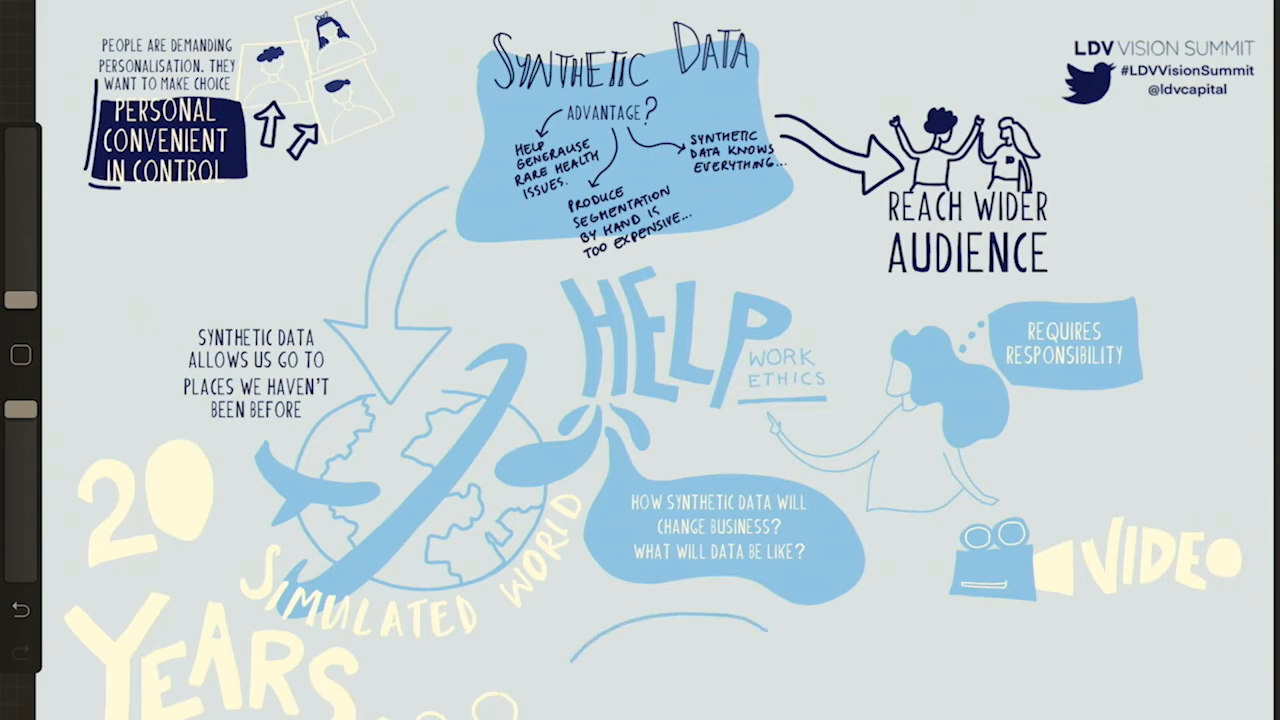 PEOPLE ARE DEMANDING
PERSONALISATION. THEY
WANT TO MAKE CHOICE
PERSONAL
CONVENIENT
IN CONTROL
SYNTHETIC DATA
ADVANTAGE?
HELP
GENERAUSE
RARE HEALTH
ISSUES.
PRODUCE
SEGMENTATION
BY HAND IS
TOO EXPENSIVE...
SYNTHETIC
DATA KNOWS
EVERYTHING...
LDV VISION SUMMIT
#LDVVisionSummit
@ldvcapital
REACH WIDER
AUDIENCE
SYNTHETIC DATA
ALLOWS US GO TO
PLACES WE HAVEN'T
BEEN BEFORE
HELP
WORK
ETHICS
REQUIRES
RESPONSIBILITY
HOW SYNTHETIC DATA WILL
CHANGE BUSINESS?
WHAT WILL DATA BE LIKE?
SIMULATED WORLD
VIDEO
20
YEARS